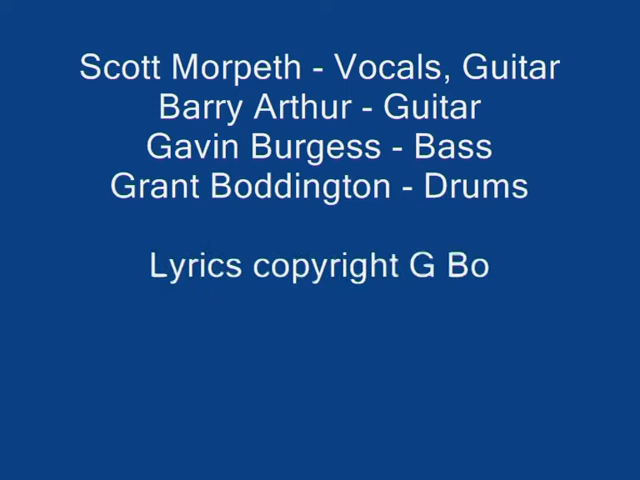 Scott Morpeth - Vocals, Guitar
Barry Arthur - Guitar
Gavin Burgess - Bass
Grant Boddington - Drums
Lyrics copyright G Bo